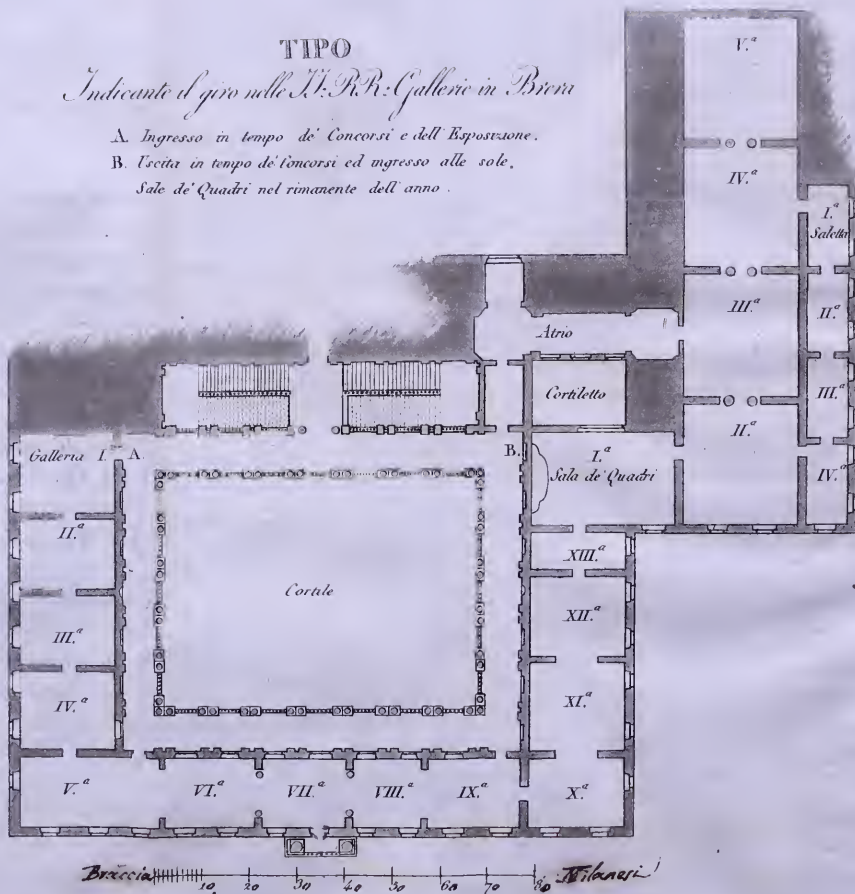 TIPO
Indicante il giro nelle II: RR: Gallerie in Brera
A. Ingresso in tempo de' Concorsi e dell'Esposizione.
B. Uscita in tempo de' Concorsi ed ingresso alle sole,
Sale de' Quadri nel rimanente dell'anno.
V.ª
IV.ª
I.ª
Saletta
III.ª
II.ª
Atrio
Cortiletto
III.ª
II.ª
Galleria I. A.
B.
I.ª
Sala de' Quadri
IV.ª
II.ª
XIII.ª
Cortile
XII.ª
III.ª
IV.ª
XI.ª
V.ª
VI.ª
VII.ª
VIII.ª
IX.ª
X.ª
Braccia 10 20 30 40 50 60 70 80 Milanesi